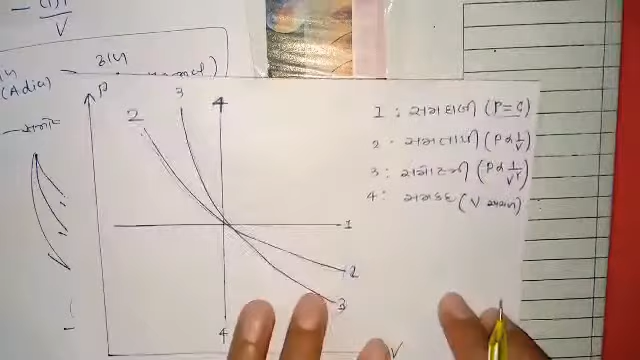 P
3
4
2
1 : સમદાબી (P = C)
2. સમતાપી (P α 1/V)
3 : સમોષ્મી (P α 1/V^r)
4 : સમકદ (V અચળ)
1
2
3
4
V
(Adia